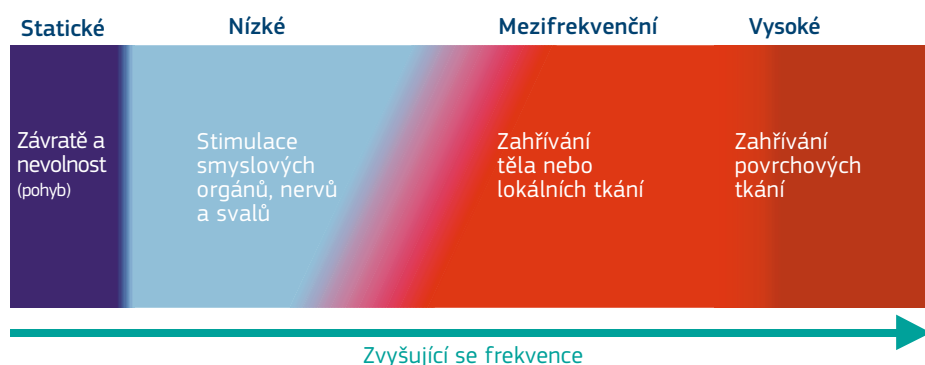 Statické
Nízké
Mezifrekvenční
Vysoké
Závratě a
nevolnost
(pohyb)
Stimulace
smyslových
orgánů, nervů
a svalů
Zahřívání
těla nebo
lokálních tkání
Zahřívání
povrchových
tkání
Zvyšující se frekvence